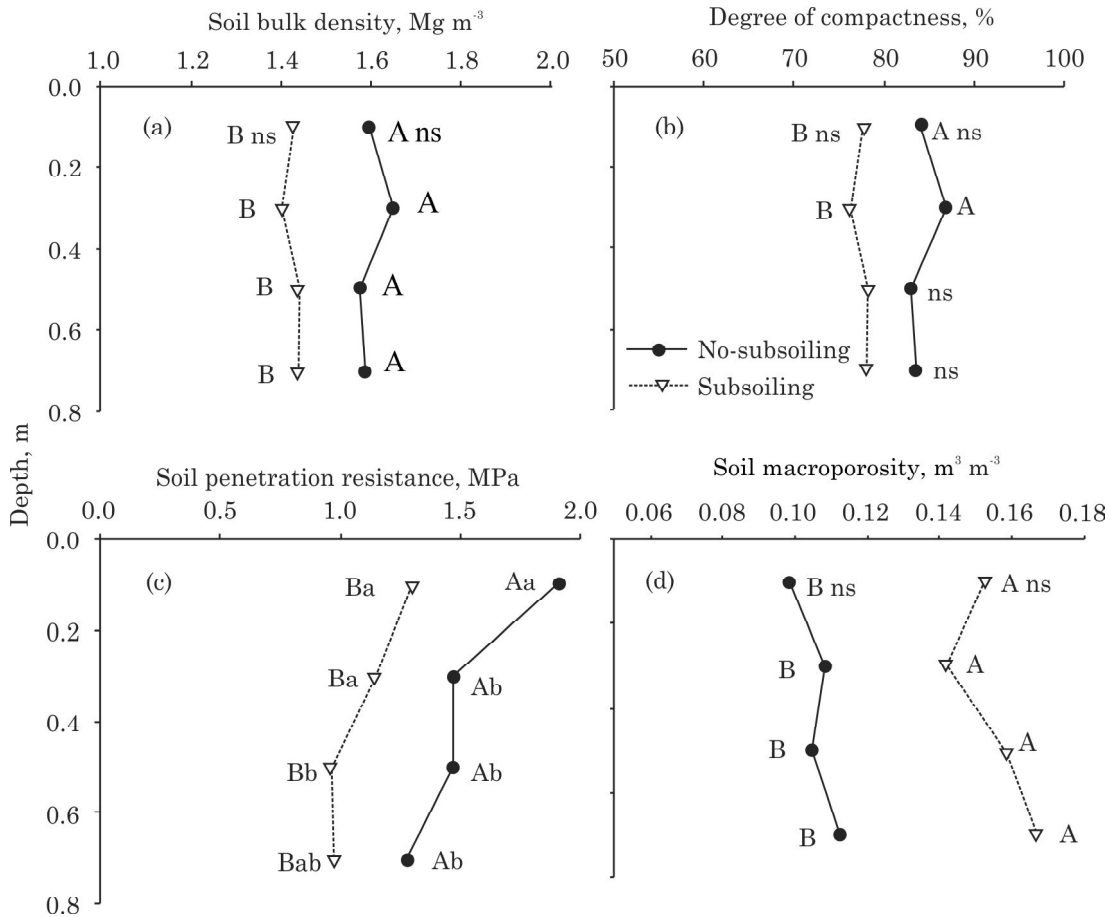 Soil bulk density, Mg m⁻³
1.0 1.2 1.4 1.6 1.8 2.0
0.0
0.2
0.4
0.6
0.8
(a)
B ns A ns
B A
B A
B A
Degree of compactness, %
50 60 70 80 90 100
(b)
B ns A ns
B A
ns
No-subsoiling
Subsoiling
ns
Depth, m
Soil penetration resistance, MPa
0.0 0.5 1.0 1.5 2.0
0.0
0.2
0.4
0.6
0.8
(c)
Ba Aa
Ba Ab
Bb Ab
Bab Ab
Soil macroporosity, m³ m⁻³
0.06 0.08 0.10 0.12 0.14 0.16 0.18
(d)
B ns A ns
B A
B A
B A